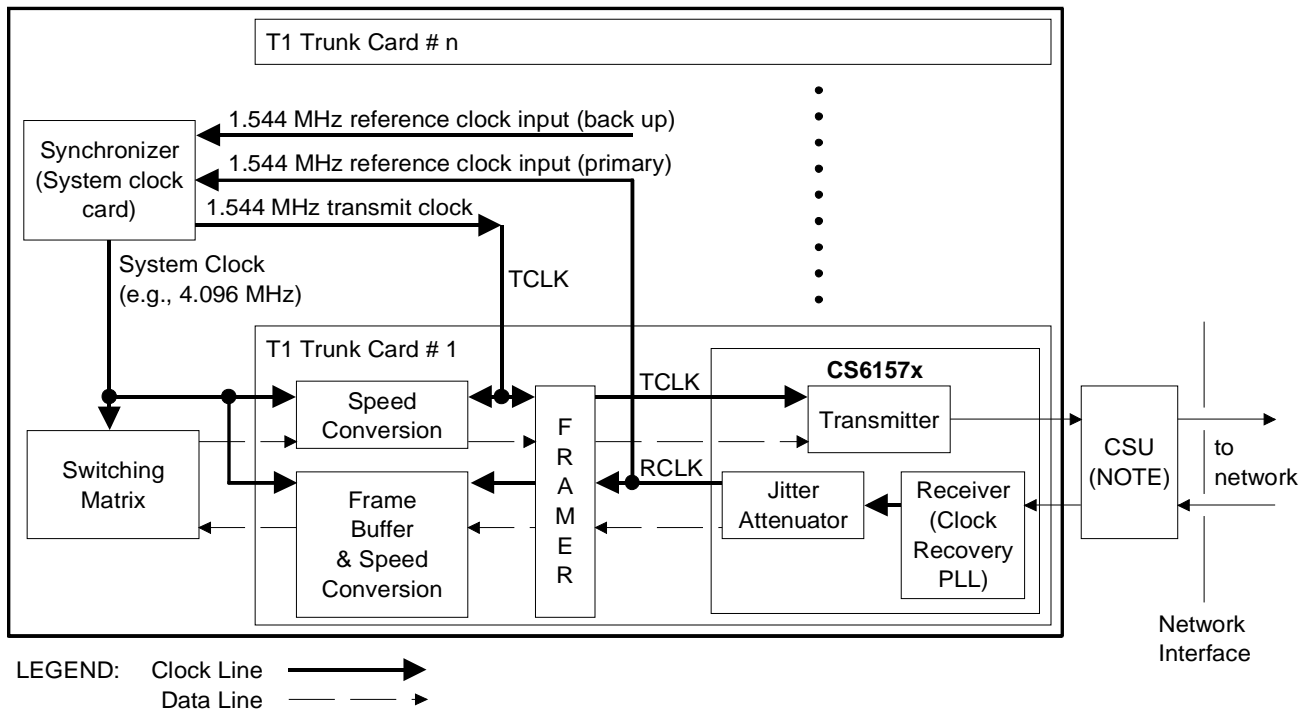 T1 Trunk Card # n
1.544 MHz reference clock input (back up)
Synchronizer
(System clock
card)
1.544 MHz reference clock input (primary)
1.544 MHz transmit clock
System Clock
(e.g., 4.096 MHz)
TCLK
T1 Trunk Card # 1
CS6157x
Speed
Conversion
TCLK
Transmitter
FRAMER
Switching
Matrix
Frame
Buffer
& Speed
Conversion
RCLK
Jitter
Attenuator
Receiver
(Clock
Recovery
PLL)
CSU
(NOTE)
to
network
Network
Interface
LEGEND:
Clock Line
Data Line